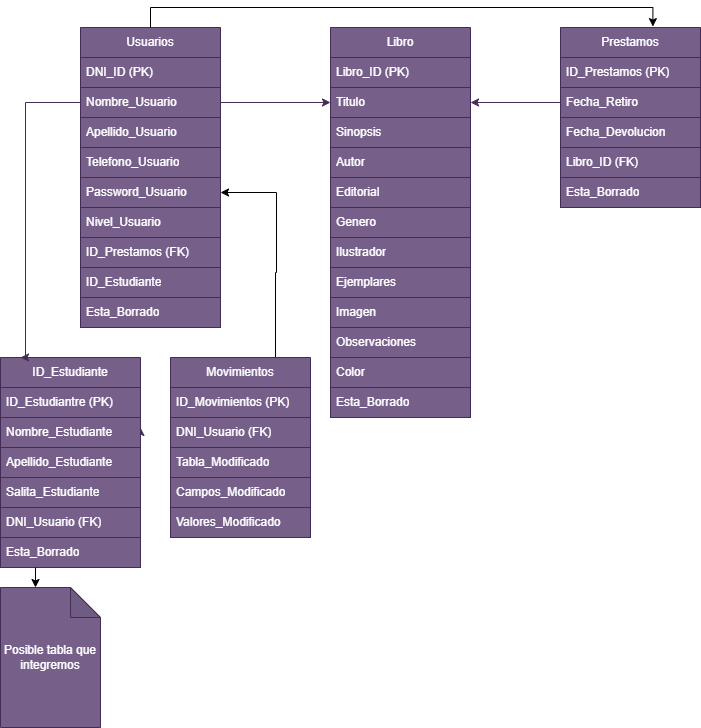 Usuarios
DNI_ID (PK)
Nombre_Usuario
Apellido_Usuario
Telefono_Usuario
Password_Usuario
Nivel_Usuario
ID_Prestamos (FK)
ID_Estudiante
Esta_Borrado
Libro
Libro_ID (PK)
Titulo
Sinopsis
Autor
Editorial
Genero
Ilustrador
Ejemplares
Imagen
Observaciones
Color
Esta_Borrado
Prestamos
ID_Prestamos (PK)
Fecha_Retiro
Fecha_Devolucion
Libro_ID (FK)
Esta_Borrado
ID_Estudiante
ID_Estudiantre (PK)
Nombre_Estudiante
Apellido_Estudiante
Salita_Estudiante
DNI_Usuario (FK)
Esta_Borrado
Movimientos
ID_Movimientos (PK)
DNI_Usuario (FK)
Tabla_Modificado
Campos_Modificado
Valores_Modificado
Posible tabla que
integremos